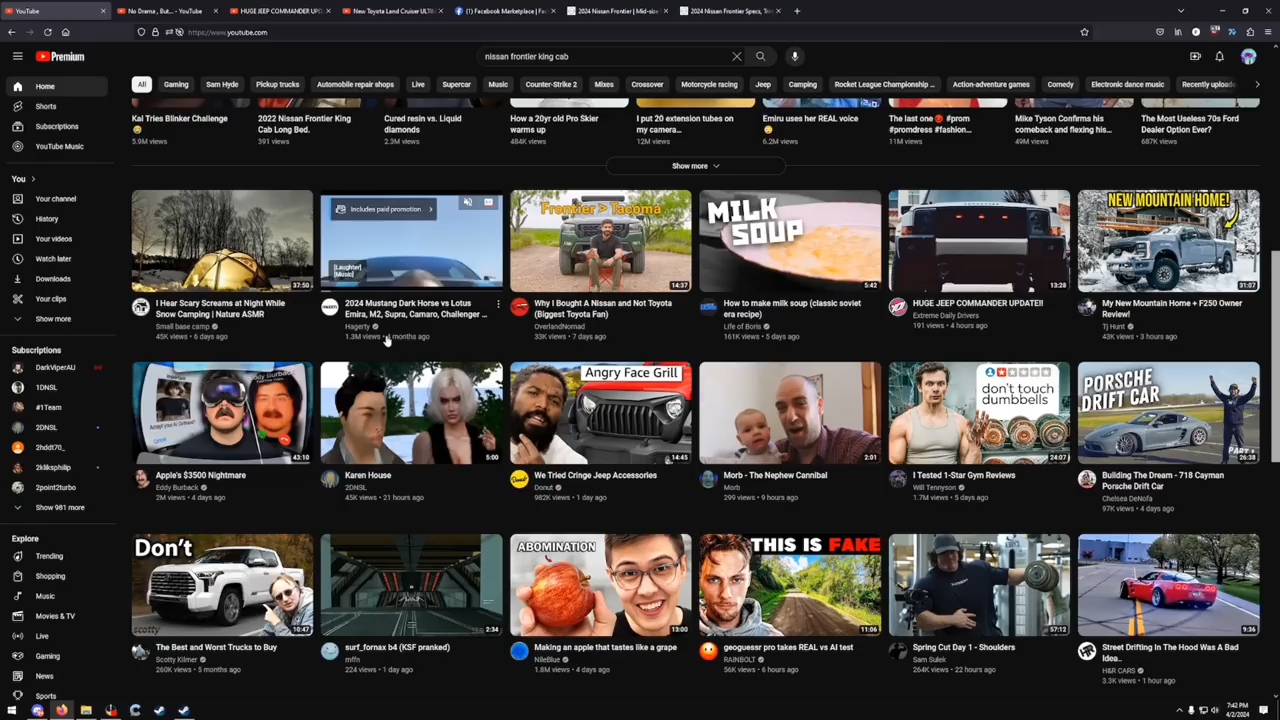 YouTube
No Drama , But... - YouTube
HUGE JEEP COMMANDER UPD
New Toyota Land Cruiser ULTI
(1) Facebook Marketplace | Fac
2024 Nissan Frontier | Mid-size
2024 Nissan Frontier Specs, Trim
https://www.youtube.com
Premium
nissan frontier king cab
All
Gaming
Sam Hyde
Pickup trucks
Automobile repair shops
Live
Supercar
Music
Counter-Strike 2
Mixes
Crossover
Motorcycle racing
Jeep
Camping
Rocket League Championship ...
Action-adventure games
Comedy
Electronic dance music
Recently uploade
Home
Shorts
Subscriptions
YouTube Music
You
Your channel
History
Your videos
Watch later
Downloads
Your clips
Show more
Subscriptions
DarkViperAU
1DNSL
#1Team
2DNSL
2hdt70_
2kliksphilip
2point2turbo
Show 981 more
Explore
Trending
Shopping
Music
Movies & TV
Live
Gaming
News
Sports
Kai Tries Blinker Challenge
5.9M views
2022 Nissan Frontier King
Cab Long Bed.
391 views
Cured resin vs. Liquid
diamonds
2.3M views
How a 20yr old Pro Skier
warms up
484K views
I put 20 extension tubes on
my camera...
12M views
Emiru uses her REAL voice
6.2M views
The last one #prom
#promdress #fashion...
11M views
Mike Tyson Confirms his
comeback and flexing his...
49M views
The Most Useless 70s Ford
Dealer Option Ever?
687K views
Show more
37:50
I Hear Scary Screams at Night While
Snow Camping | Nature ASMR
Small base camp
45K views • 6 days ago
Includes paid promotion
[Laughter]
[Music]
2024 Mustang Dark Horse vs Lotus
Emira, M2, Supra, Camaro, Challenger ...
Hagerty
1.3M views • months ago
Frontier > Tacoma
14:37
Why I Bought A Nissan and Not Toyota
(Biggest Toyota Fan)
OverlandNomad
33K views • 7 days ago
MILK
SOUP
5:42
How to make milk soup (classic soviet
era recipe)
Life of Boris
161K views • 5 days ago
13:28
HUGE JEEP COMMANDER UPDATE!!
Extreme Daily Drivers
191 views • 4 hours ago
NEW MOUNTAIN HOME!
31:07
My New Mountain Home + F250 Owner
Review!
Tj Hunt
43K views • 3 hours ago
43:10
Apple's $3500 Nightmare
Eddy Burback
2M views • 4 days ago
5:00
Karen House
2DNSL
45K views • 21 hours ago
Angry Face Grill
14:45
We Tried Cringe Jeep Accessories
Donut
982K views • 1 day ago
2:01
Morb - The Nephew Cannibal
Morb
299 views • 9 hours ago
don't touch
dumbbells
24:07
I Tested 1-Star Gym Reviews
Will Tennyson
1.7M views • 5 days ago
PORSCHE
DRIFT CAR
PART
26:38
Building The Dream - 718 Cayman
Porsche Drift Car
Chelsea DeNofa
97K views • 4 days ago
Don't
scotty
10:47
The Best and Worst Trucks to Buy
Scotty Kilmer
260K views • 5 months ago
2:34
surf_fornax b4 (KSF pranked)
mffn
224 views • 1 day ago
ABOMINATION
13:00
Making an apple that tastes like a grape
NileBlue
1.8M views • 4 days ago
THIS IS FAKE
11:06
geoguessr pro takes REAL vs AI test
RAINBOLT
56K views • 6 hours ago
57:12
Spring Cut Day 1 - Shoulders
Sam Sulek
264K views • 22 hours ago
9:36
Street Drifting In The Hood Was A Bad
Idea..
H&R CARS
3.3K views • 1 hour ago
7:42 PM
4/2/2024